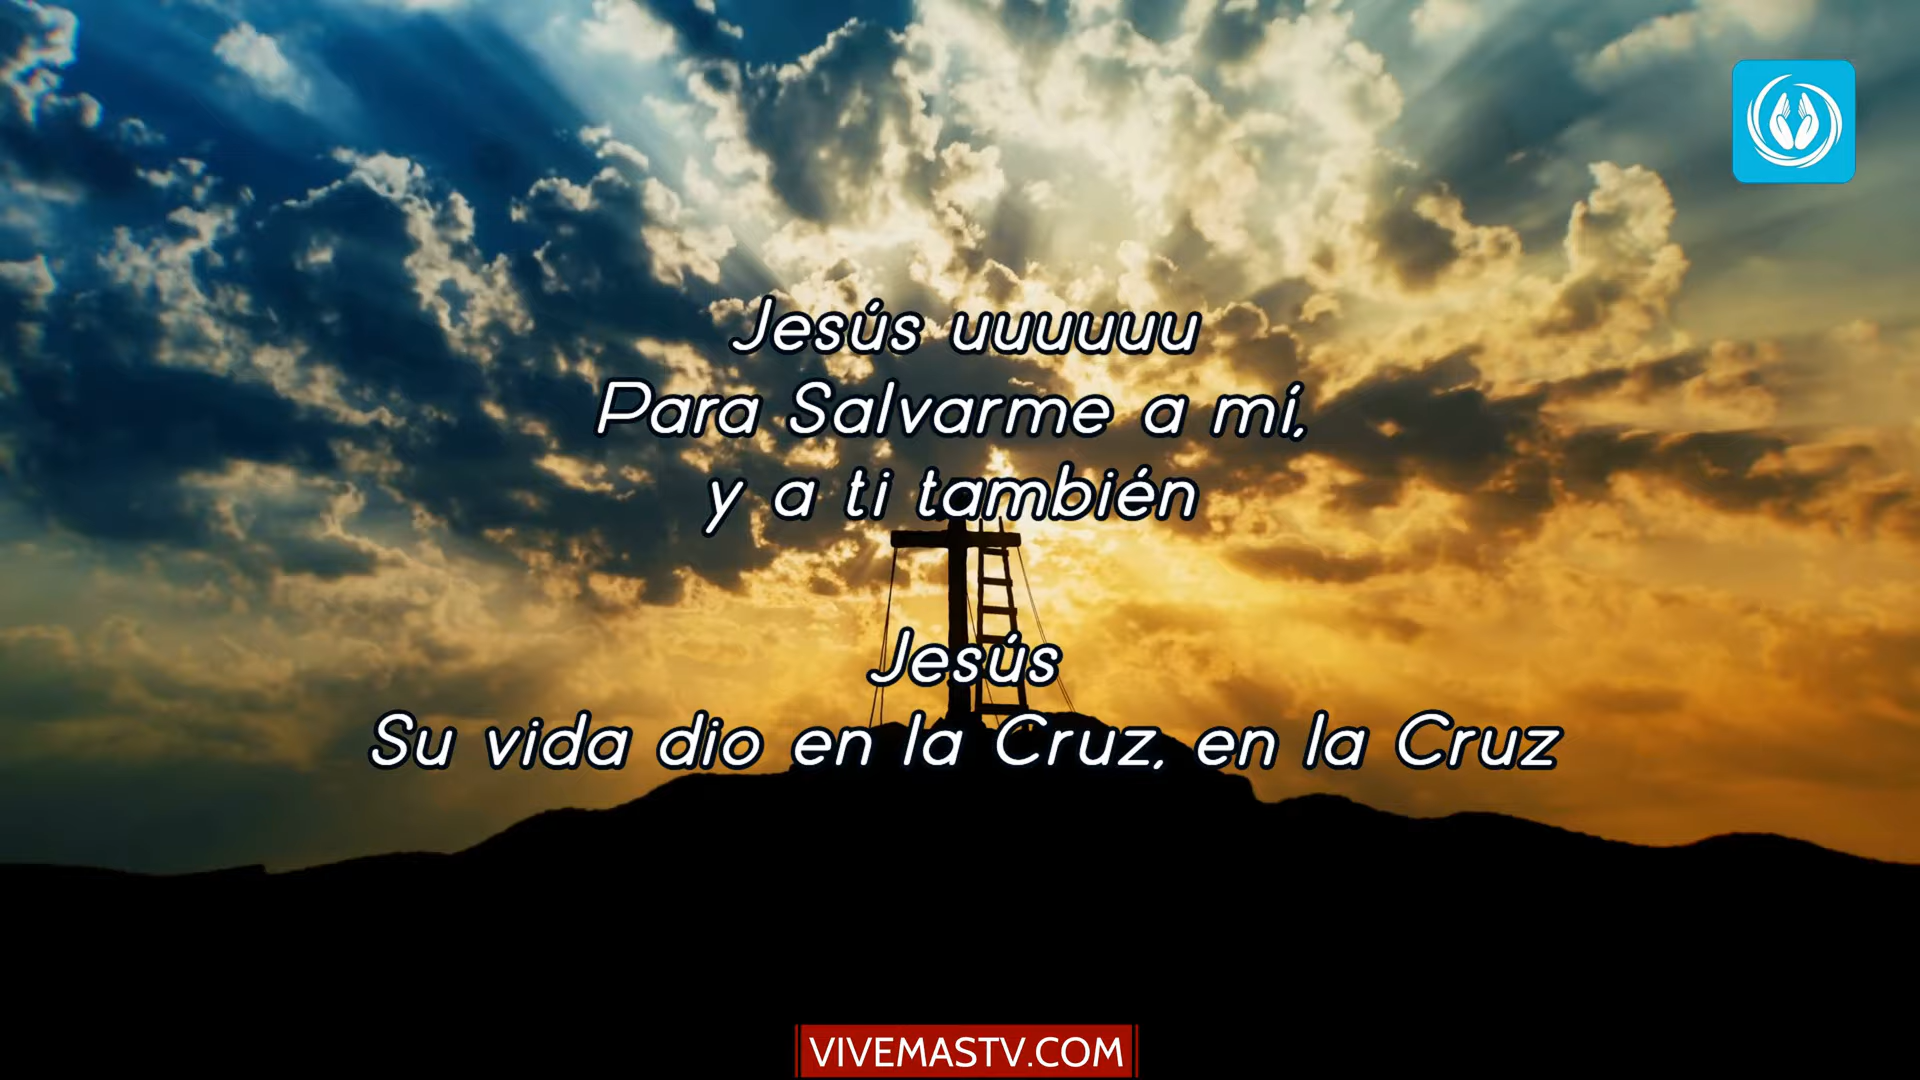 Jesús uuuuuu
Para Salvarme a mí,
y a ti también
Jesús
Su vida dio en la Cruz, en la Cruz
VIVEMASTV.COM